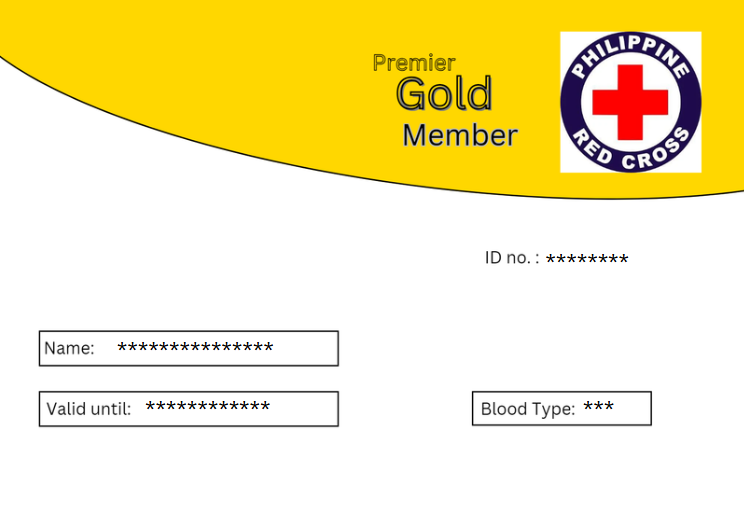 Premier
Gold
Member
PHILIPPINE
RED CROSS
ID no. : ********
Name: ***************
Valid until: ************
Blood Type: ***